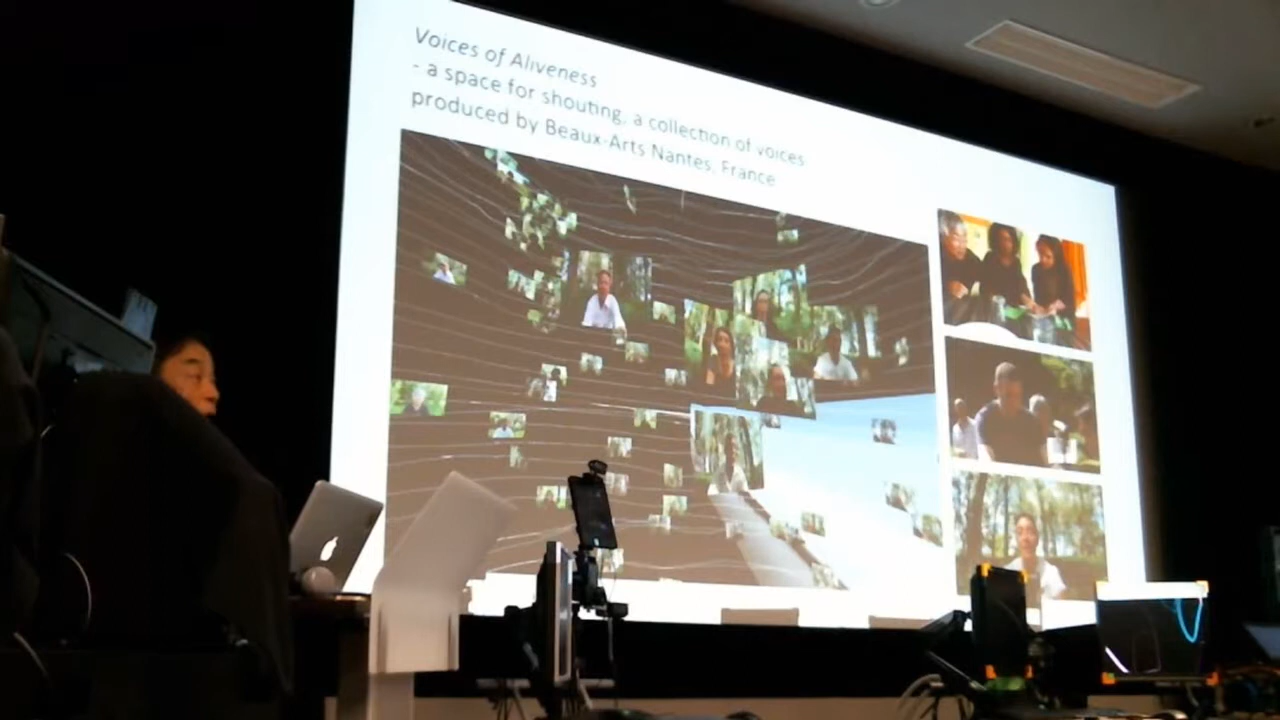 Voices of Aliveness
- a space for shouting, a collection of voices
produced by Beaux-Arts Nantes, France